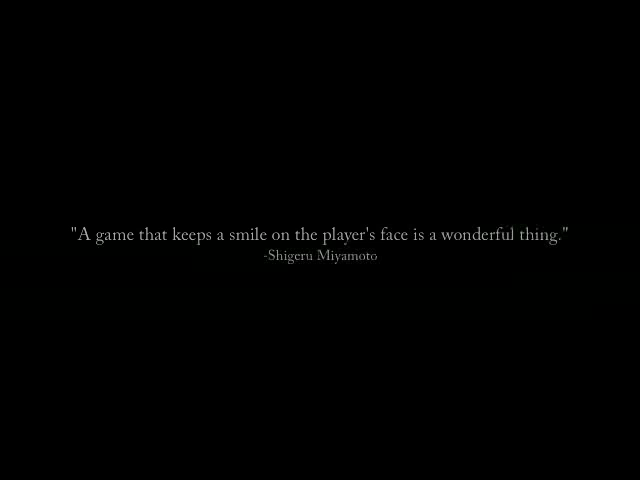 "A game that keeps a smile on the player's face is a wonderful thing."
-Shigeru Miyamoto